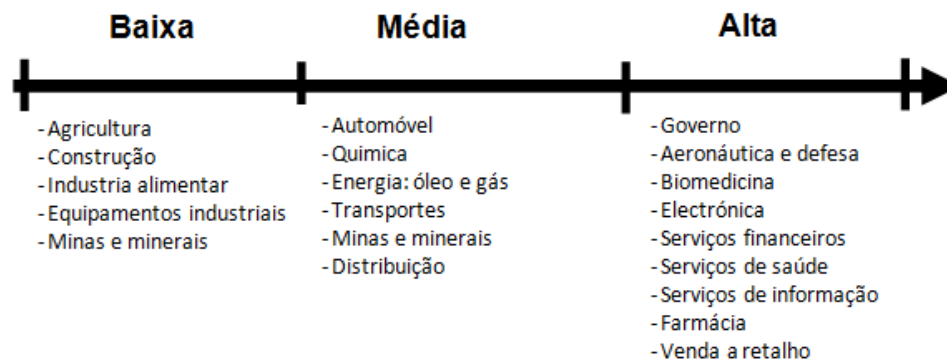 Baixa
Média
Alta
-Agricultura
-Construção
-Industria alimentar
-Equipamentos industriais
-Minas e minerais
-Automóvel
-Quimica
-Energia: óleo e gás
-Transportes
-Minas e minerais
-Distribuição
-Governo
-Aeronáutica e defesa
-Biomedicina
-Electrónica
-Serviços financeiros
-Serviços de saúde
-Serviços de informação
-Farmácia
-Venda a retalho